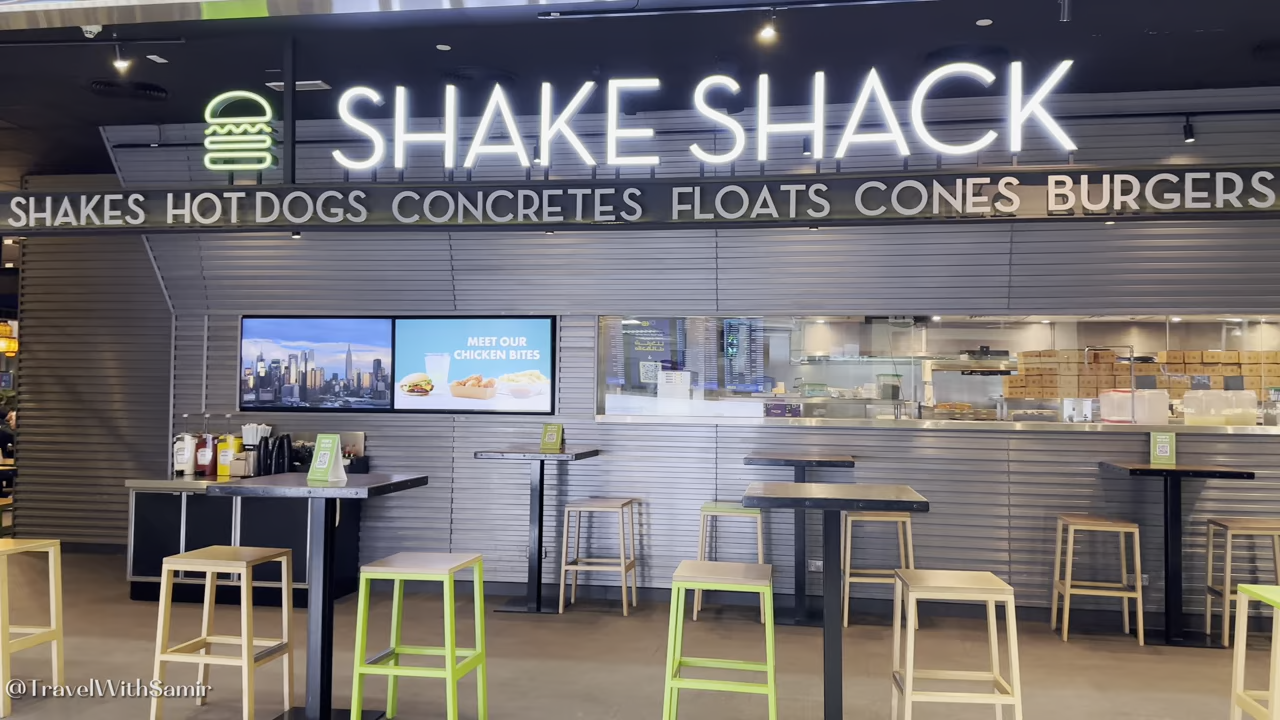 SHAKE SHACK
SHAKES HOT DOGS CONCRETES FLOATS CONES BURGERS
MEET OUR
CHICKEN BITES
@TravelWithSamir